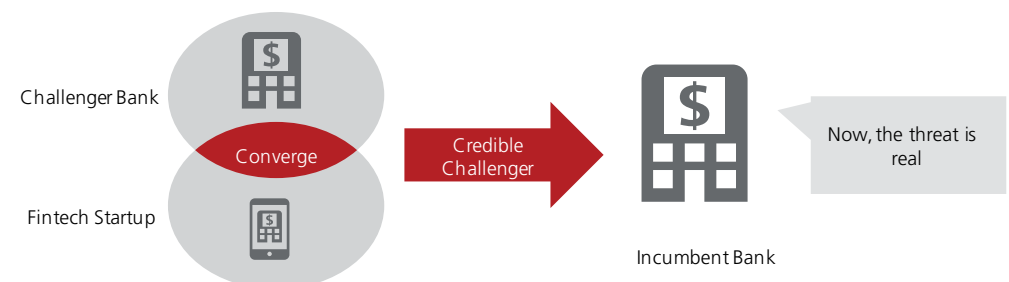 Challenger Bank
$
Converge
Fintech Startup
$
Credible
Challenger
$
Incumbent Bank
Now, the threat is
real